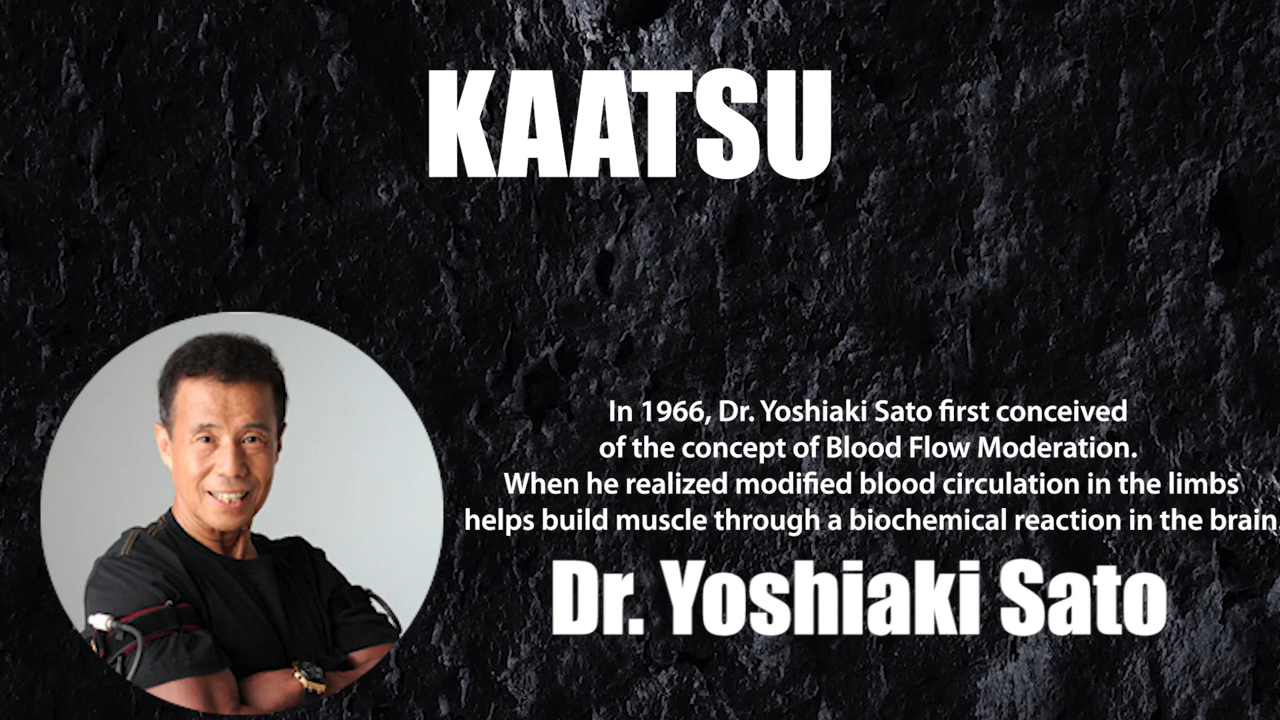 KAATSU
In 1966, Dr. Yoshiaki Sato first conceived
of the concept of Blood Flow Moderation.
When he realized modified blood circulation in the limbs
helps build muscle through a biochemical reaction in the brain.
Dr. Yoshiaki Sato